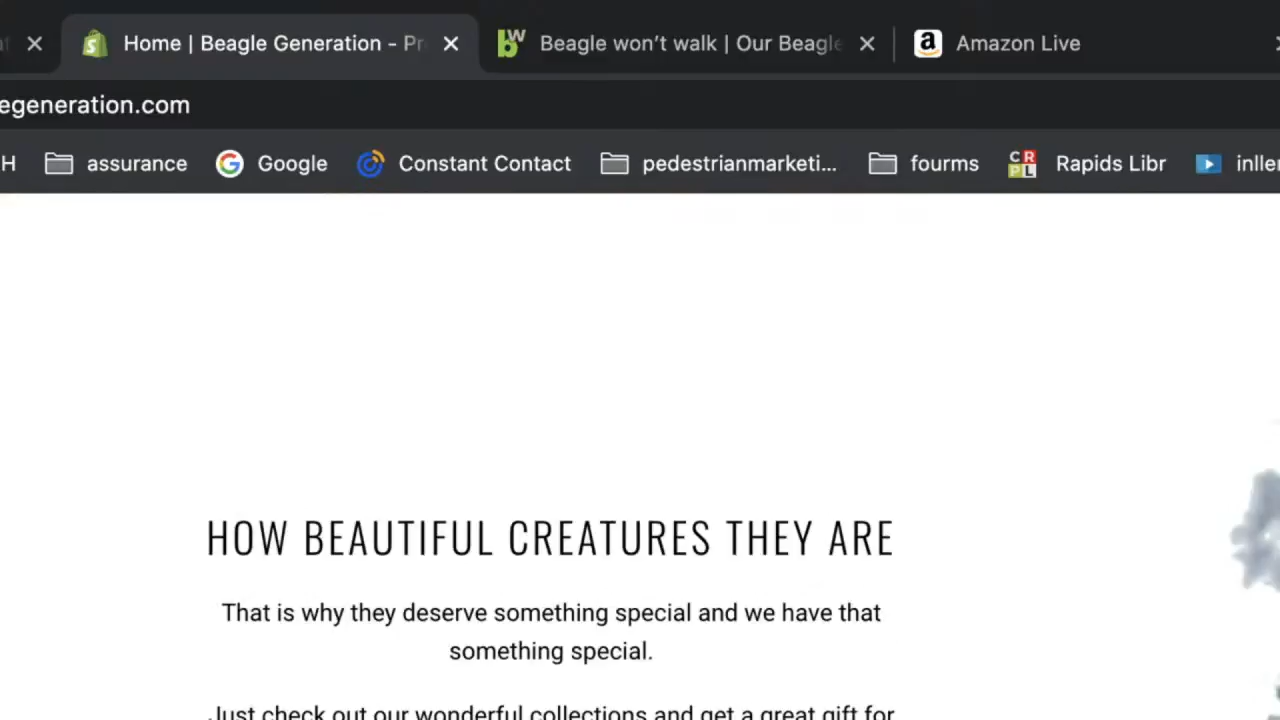 Home | Beagle Generation - Pr
Beagle won't walk | Our Beagle
Amazon Live
egeneration.com
H
assurance
Google
Constant Contact
pedestrianmarketi...
fourms
CR
PL
Rapids Libr
inller
HOW BEAUTIFUL CREATURES THEY ARE
That is why they deserve something special and we have that
something special.
Just check out our wonderful collections and get a great gift for